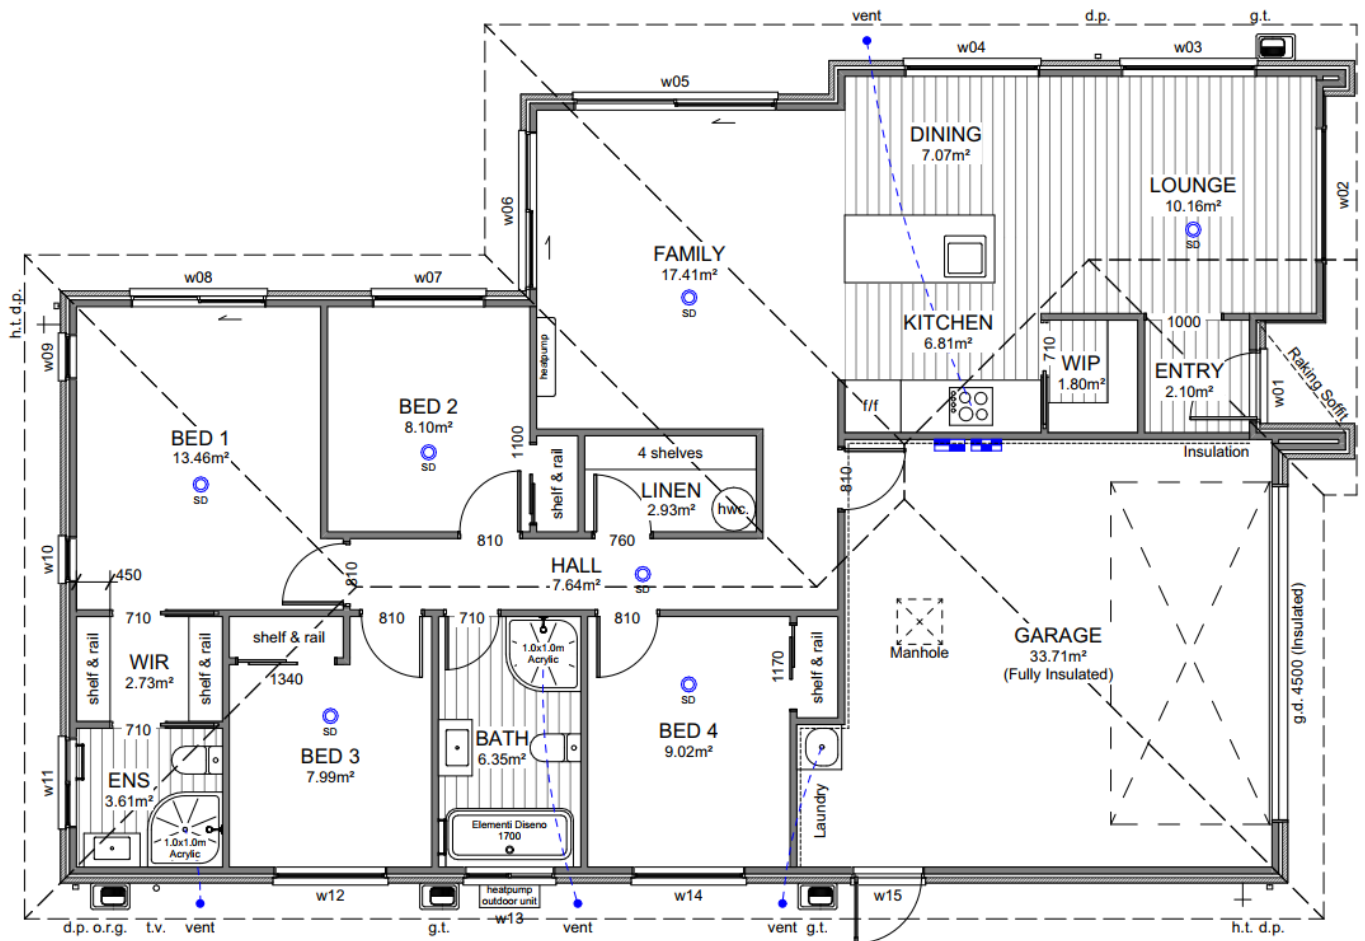 vent
d.p.
g.t.
w04
w03
w05
DINING
7.07m²
LOUNGE
10.16m²
SD
w02
w06
FAMILY
17.41m²
SD
w08
w07
h.t. d.p.
KITCHEN
6.81m²
1000
710
WIP
1.80m²
ENTRY
2.10m²
w01
Raking Soffit
w09
heatpump
f/f
BED 2
8.10m²
SD
1100
BED 1
13.46m²
SD
shelf & rail
4 shelves
LINEN
2.93m²
hwc.
810
Insulation
w10
450
810
760
HALL
7.64m²
SD
810
710
810
710
810
g.d. 4500 (Insulated)
shelf & rail
WIR
2.73m²
shelf & rail
shelf & rail
1340
1.0x1.0m
Acrylic
1170
shelf & rail
Manhole
GARAGE
33.71m²
(Fully Insulated)
SD
SD
710
BED 3
7.99m²
BATH
6.35m²
BED 4
9.02m²
w11
ENS
3.61m²
1.0x1.0m
Acrylic
Elementi Diseno
1700
Laundry
w12
heatpump
outdoor unit
w13
w14
w15
d.p. o.r.g.
t.v.
vent
g.t.
vent
vent
g.t.
h.t. d.p.